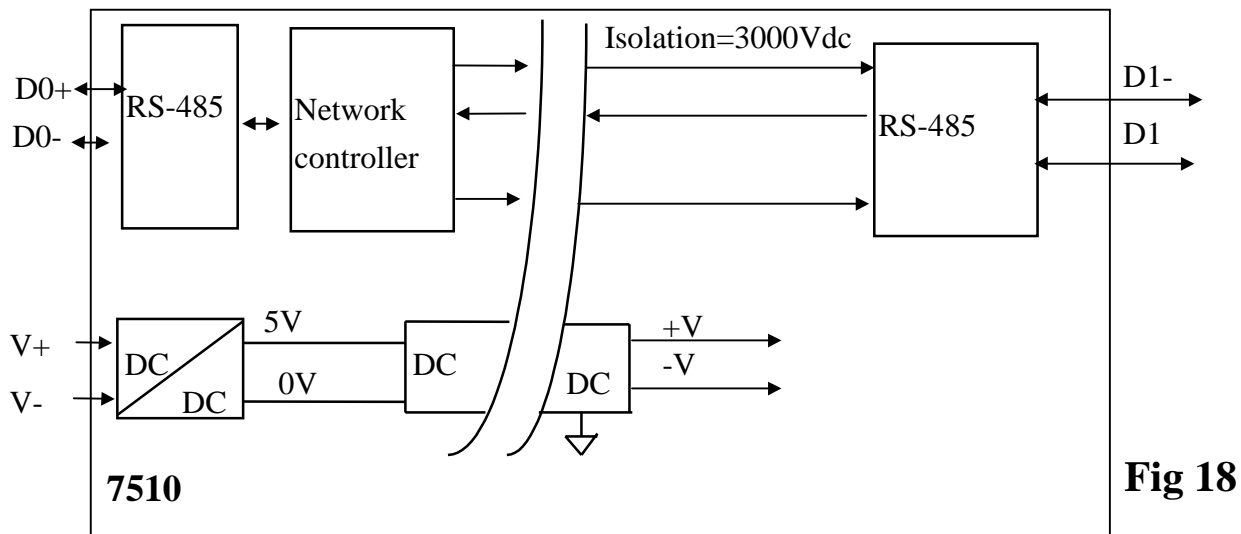 Isolation=3000Vdc
D0+
D0-
RS-485
Network
controller
RS-485
D1-
D1
V+
V-
DC
DC
5V
0V
DC
DC
+V
-V
7510
Fig 18